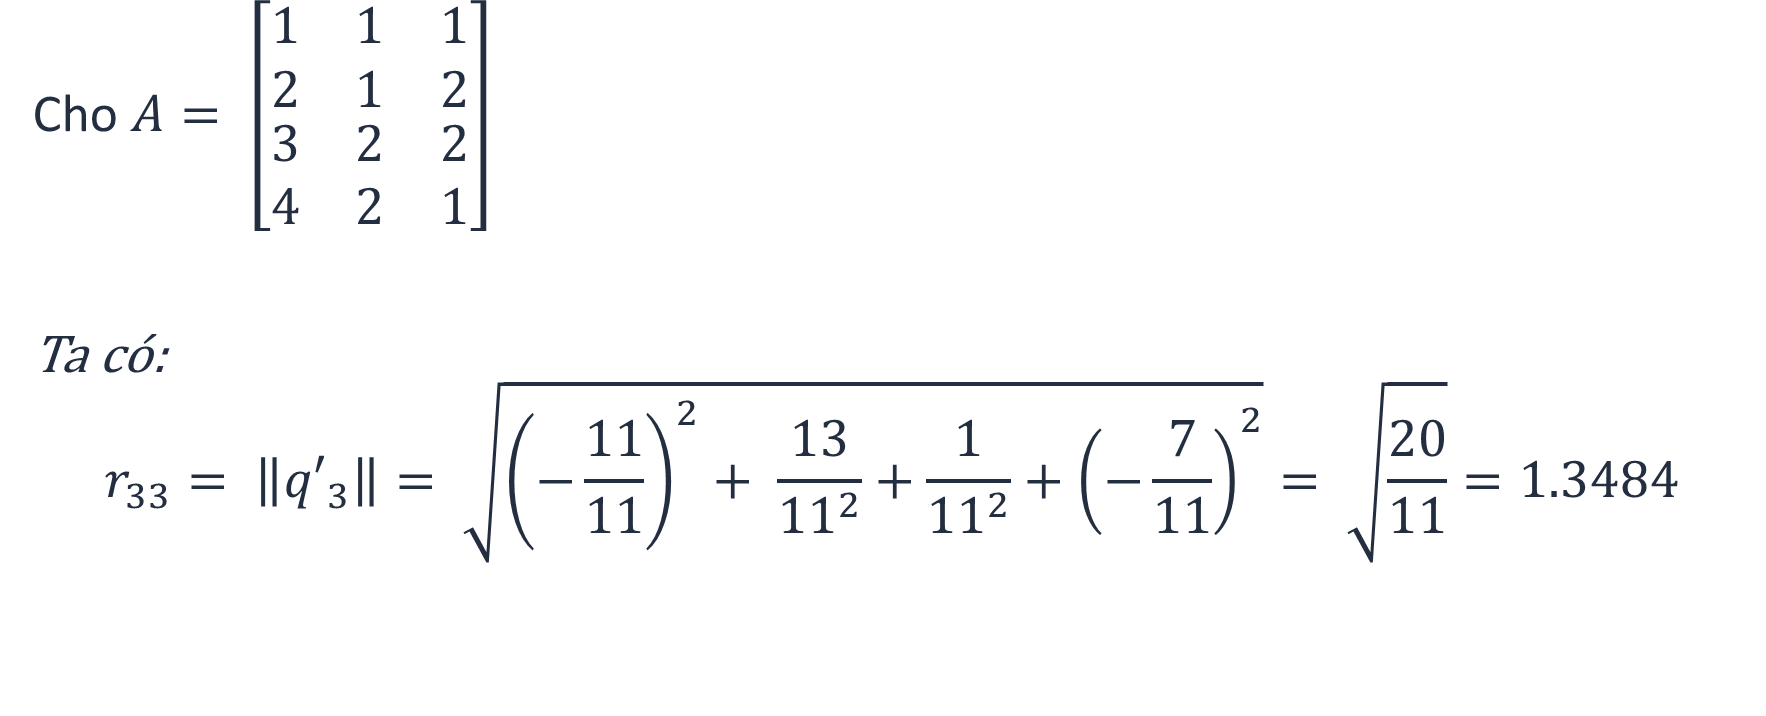 Cho A = [1 1 1
2 1 2
3 2 2
4 2 1]
Ta có:
r₃₃ = ‖q′₃‖ = √((−11/11)² + 13/11² + 1/11² + (−7/11)²) = √(20/11) = 1.3484